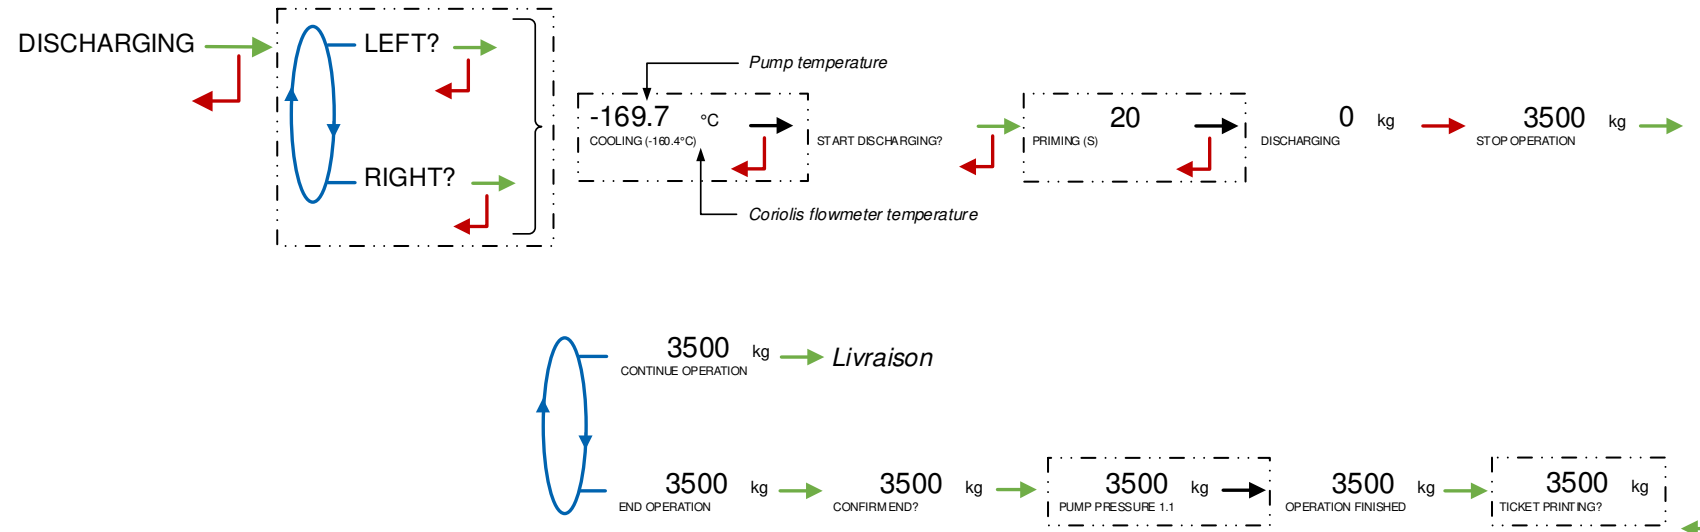 DISCHARGING
LEFT?
RIGHT?
Pump temperature
-169.7 °C
COOLING (-160.4°C)
Coriolis flowmeter temperature
START DISCHARGING?
20
PRIMING (S)
0 kg
DISCHARGING
3500 kg
STOP OPERATION
3500 kg
CONTINUE OPERATION
Livraison
3500 kg
END OPERATION
3500 kg
CONFIRM END?
3500 kg
PUMP PRESSURE 1.1
3500 kg
OPERATION FINISHED
3500 kg
TICKET PRINTING?